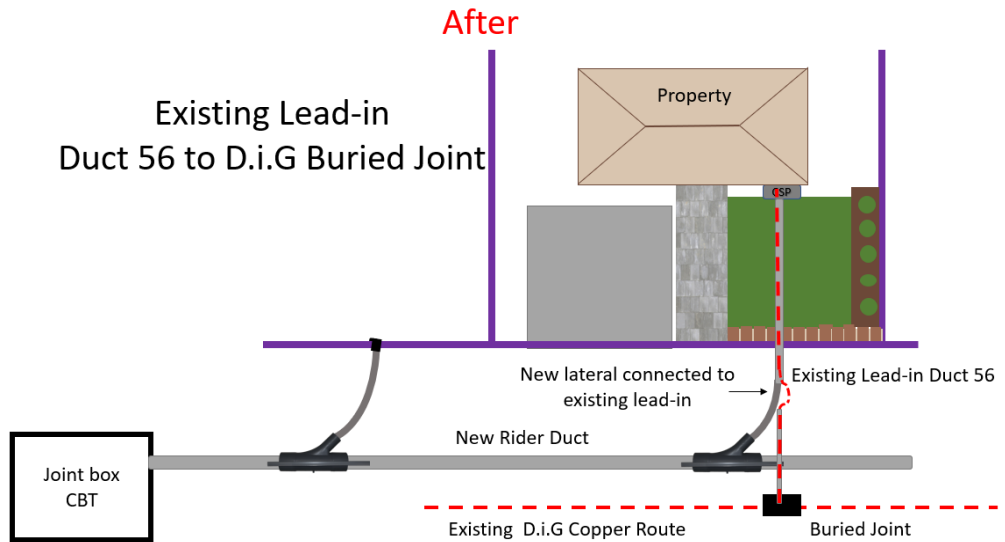 After
Existing Lead-in
Duct 56 to D.i.G Buried Joint
Property
CSP
New lateral connected to
existing lead-in
Existing Lead-in Duct 56
New Rider Duct
Joint box
CBT
Existing D.i.G Copper Route
Buried Joint